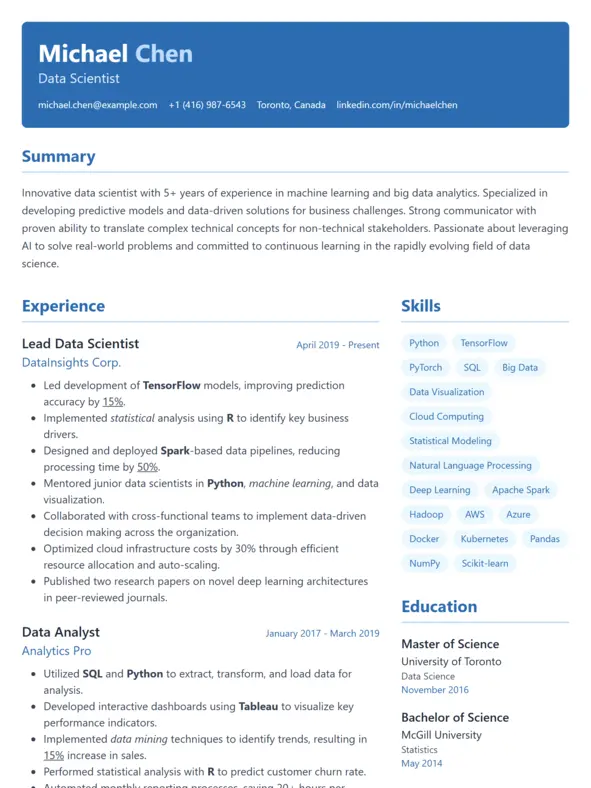 Michael Chen
Data Scientist
michael.chen@example.com +1 (416) 987-6543 Toronto, Canada linkedin.com/in/michaelchen
Summary
Innovative data scientist with 5+ years of experience in machine learning and big data analytics. Specialized in
developing predictive models and data-driven solutions for business challenges. Strong communicator with
proven ability to translate complex technical concepts for non-technical stakeholders. Passionate about leveraging
AI to solve real-world problems and committed to continuous learning in the rapidly evolving field of data
science.
Experience
Lead Data Scientist April 2019 - Present
DataInsights Corp.
• Led development of TensorFlow models, improving prediction
accuracy by 15%.
• Implemented statistical analysis using R to identify key business
drivers.
• Designed and deployed Spark-based data pipelines, reducing
processing time by 50%.
• Mentored junior data scientists in Python, machine learning, and data
visualization.
• Collaborated with cross-functional teams to implement data-driven
decision making across the organization.
• Optimized cloud infrastructure costs by 30% through efficient
resource allocation and auto-scaling.
• Published two research papers on novel deep learning architectures
in peer-reviewed journals.
Data Analyst January 2017 - March 2019
Analytics Pro
• Utilized SQL and Python to extract, transform, and load data for
analysis.
• Developed interactive dashboards using Tableau to visualize key
performance indicators.
• Implemented data mining techniques to identify trends, resulting in
15% increase in sales.
• Performed statistical analysis with R to predict customer churn rate.
• Automated monthly reporting processes, saving 20+ hours per
Skills
Python TensorFlow
PyTorch SQL Big Data
Data Visualization
Cloud Computing
Statistical Modeling
Natural Language Processing
Deep Learning Apache Spark
Hadoop AWS Azure
Docker Kubernetes Pandas
NumPy Scikit-learn
Education
Master of Science
University of Toronto
Data Science
November 2016
Bachelor of Science
McGill University
Statistics
May 2014